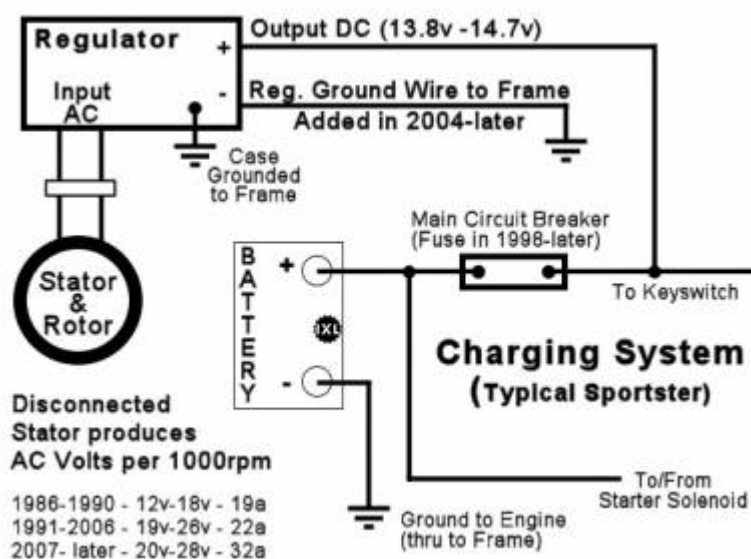 Regulator
+
Output DC (13.8v -14.7v)
Input
AC
-
Reg. Ground Wire to Frame
Added in 2004-later
Case
Grounded
to Frame
Main Circuit Breaker
(Fuse in 1998-later)
BATTERY
+
-
XL
To Keyswitch
Stator
&
Rotor
Charging System
(Typical Sportster)
Disconnected
Stator produces
AC Volts per 1000rpm
1986-1990 - 12v-18v - 19a
1991-2006 - 19v-26v - 22a
2007- later - 20v-28v - 32a
Ground to Engine
(thru to Frame)
To/From
Starter Solenoid